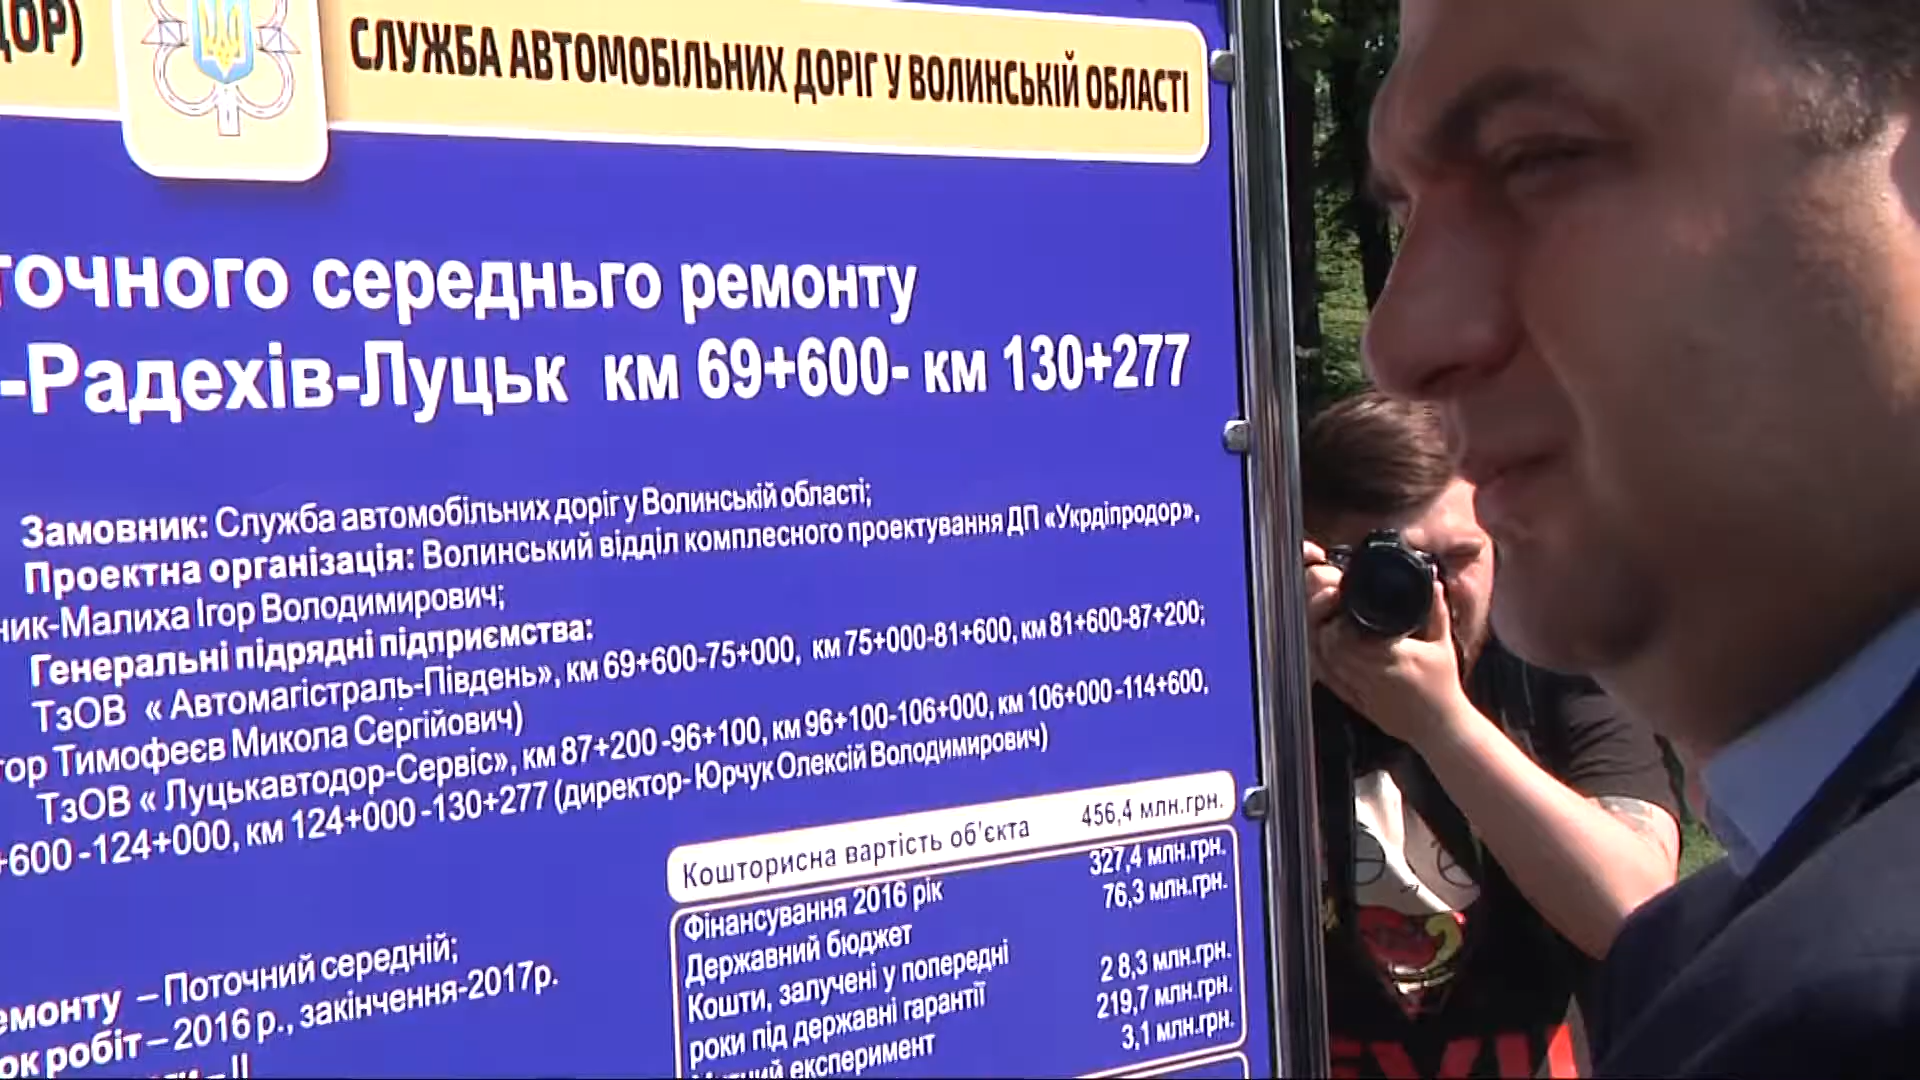 ДОР)
СЛУЖБА АВТОМОБІЛЬНИХ ДОРІГ У ВОЛИНСЬКІЙ ОБЛАСТІ
точного середньго ремонту
-Радехів-Луцьк км 69+600- км 130+277
Замовник: Служба автомобільних доріг у Волинській області;
Проектна організація: Волинський відділ комплесного проектування ДП «Укрдіпродор»,
ник-Малиха Ігор Володимирович;
Генеральні підрядні підприємства:
ТзОВ « Автомагістраль-Південь», км 69+600-75+000, км 75+000-81+600, км 81+600-87+200;
тор Тимофеєв Микола Сергійович)
ТзОВ « Луцькавтодор-Сервіс», км 87+200 -96+100, км 96+100-106+000, км 106+000 -114+600,
+600 -124+000, км 124+000 -130+277 (директор- Юрчук Олексій Володимирович)
Кошторисна вартість об'єкта 456,4 млн.грн.
Фінансування 2016 рік 327,4 млн.грн.
Державний бюджет 76,3 млн.грн.
Кошти, залучені у попередні
роки під державні гарантії 2 8,3 млн.грн.
Митний експеримент 219,7 млн.грн.
3,1 млн.грн.
емонту – Поточний середній;
ок робіт – 2016 р., закінчення-2017р.
– II